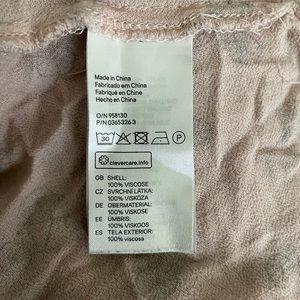 Made in China
Fabricado em China
Fabriqué en Chine
Hecho en China
O/N 958130
P/N 0365326 3
30
P
clevercare.info
GB SHELL:
100% VISCOSE
CZ SVRCHNÍ LÁTKA:
100% VISKÓZA
DE OBERMATERIAL:
100% VISKOSE
EE ÜMBRIS:
100% VISKOOS
ES TELA EXTERIOR:
100% viscosa